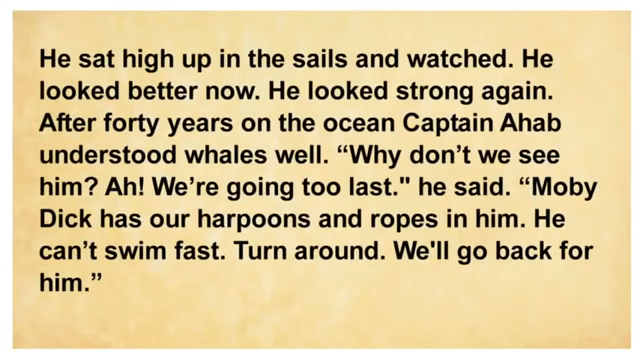 He sat high up in the sails and watched. He
looked better now. He looked strong again.
After forty years on the ocean Captain Ahab
understood whales well. “Why don’t we see
him? Ah! We’re going too last." he said. “Moby
Dick has our harpoons and ropes in him. He
can’t swim fast. Turn around. We'll go back for
him.”